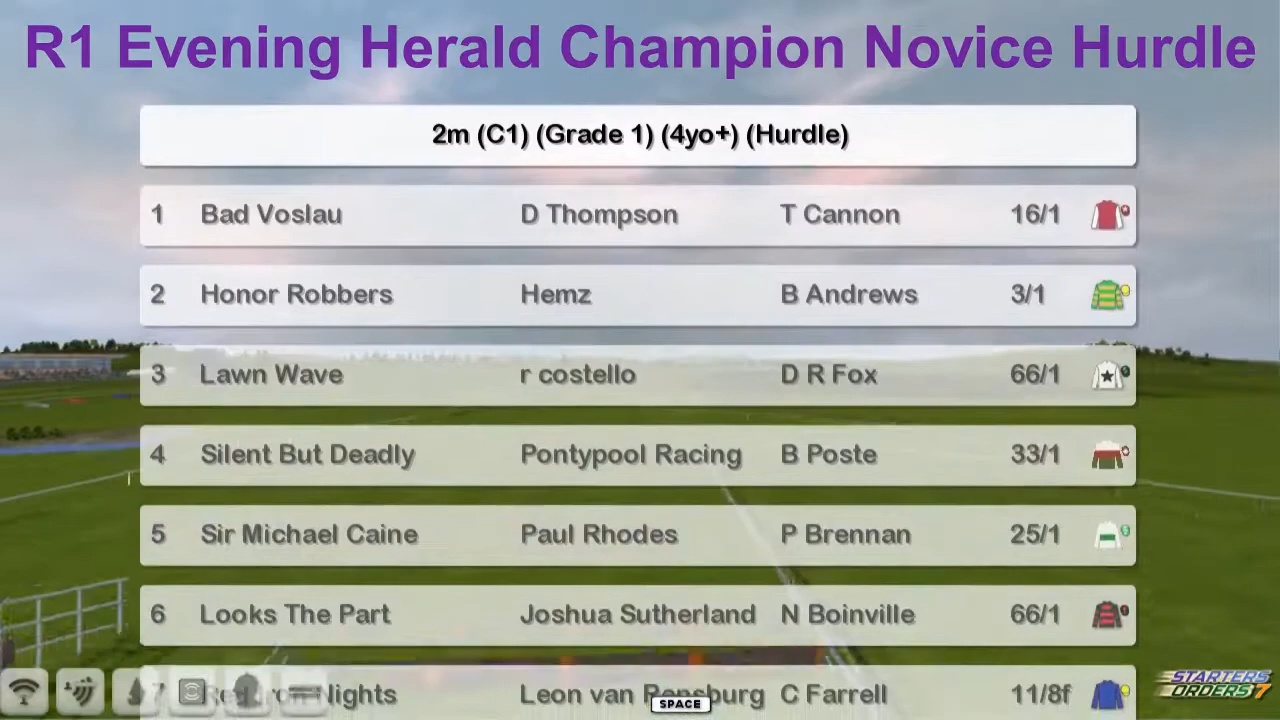 R1 Evening Herald Champion Novice Hurdle
2m (C1) (Grade 1) (4yo+) (Hurdle)
1 Bad Voslau D Thompson T Cannon 16/1
2 Honor Robbers Hemz B Andrews 3/1
3 Lawn Wave r costello D R Fox 66/1
4 Silent But Deadly Pontypool Racing B Poste 33/1
5 Sir Michael Caine Paul Rhodes P Brennan 25/1
6 Looks The Part Joshua Sutherland N Boinville 66/1
7 Nights Leon van Rensburg C Farrell 11/8f
SPACE
STARTERS
ORDERS 7